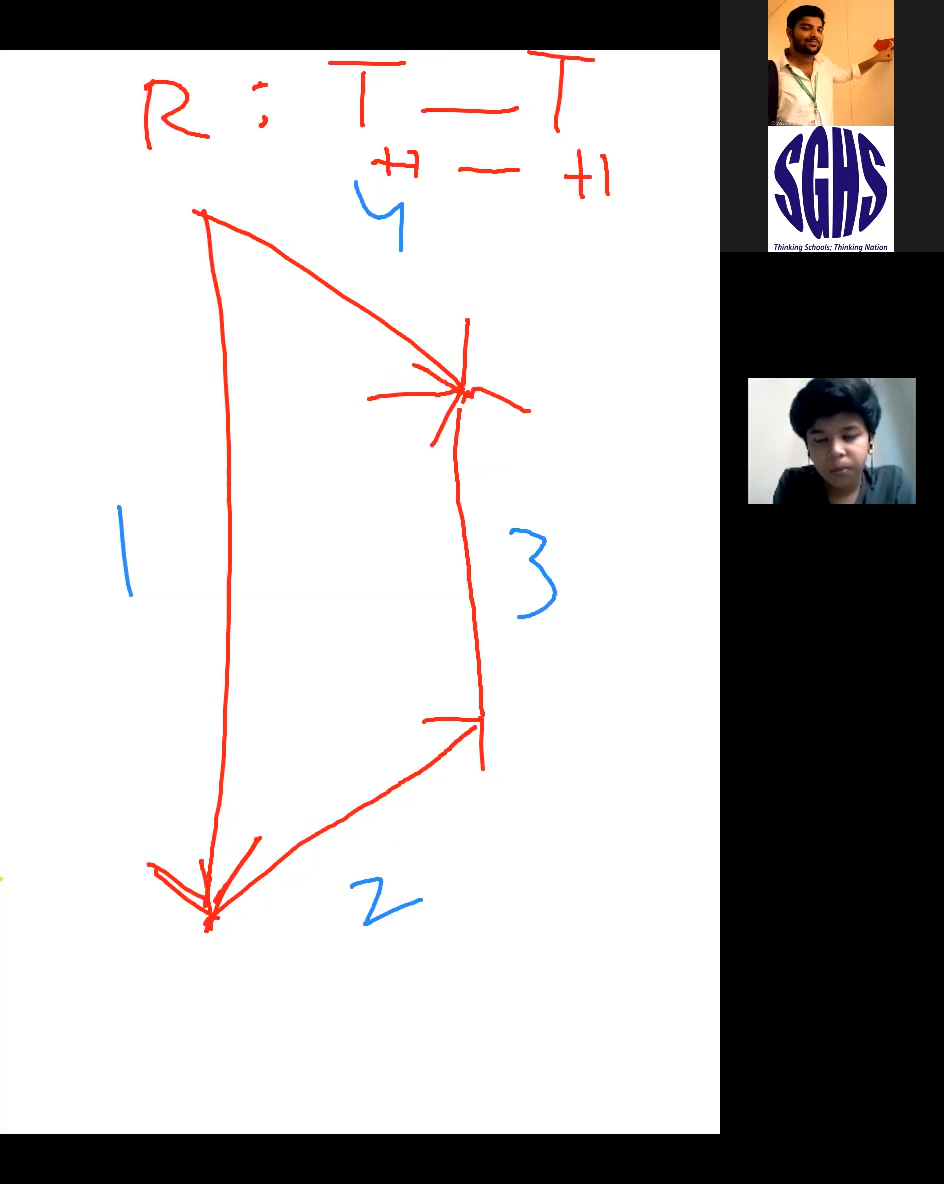 R : T — T
+1 — +1
4
1
3
2
SGHS
Thinking Schools; Thinking Nation